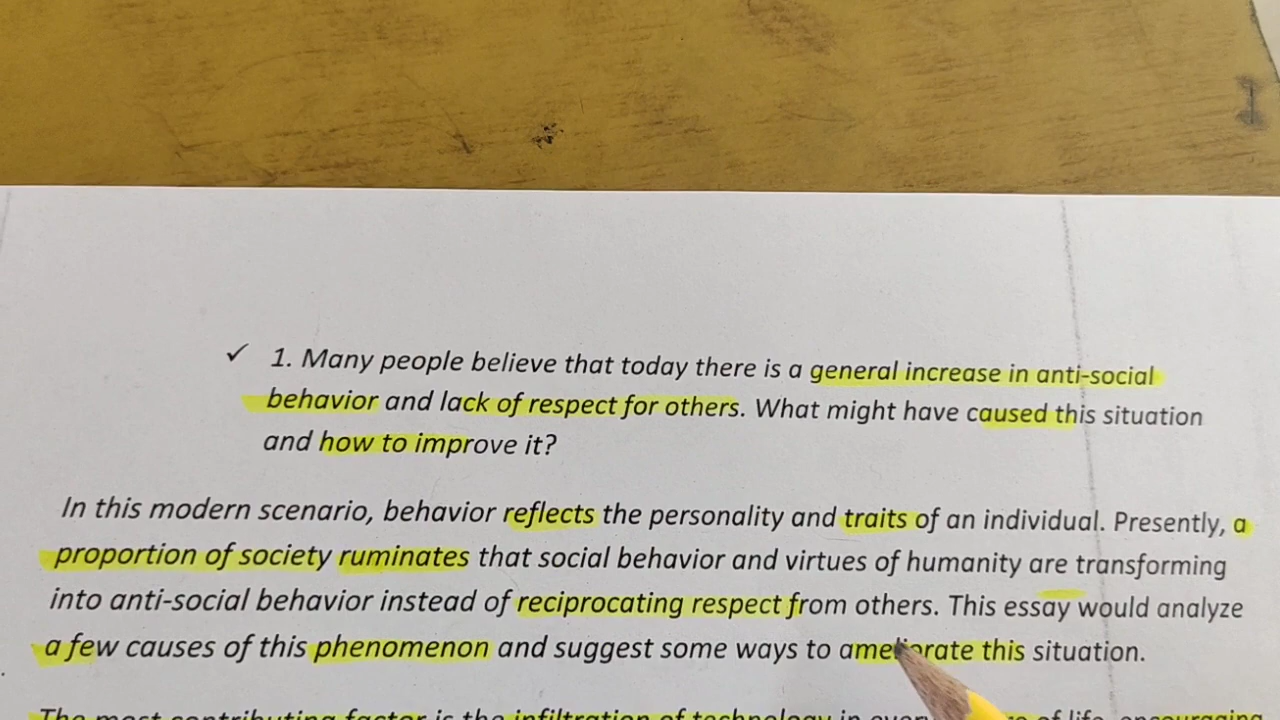 ✓ 1. Many people believe that today there is a general increase in anti-social
behavior and lack of respect for others. What might have caused this situation
and how to improve it?
In this modern scenario, behavior reflects the personality and traits of an individual. Presently, a
proportion of society ruminates that social behavior and virtues of humanity are transforming
into anti-social behavior instead of reciprocating respect from others. This essay would analyze
a few causes of this phenomenon and suggest some ways to ameliorate this situation.
The most contributing factor is the infiltration of technology in of life, encouraging